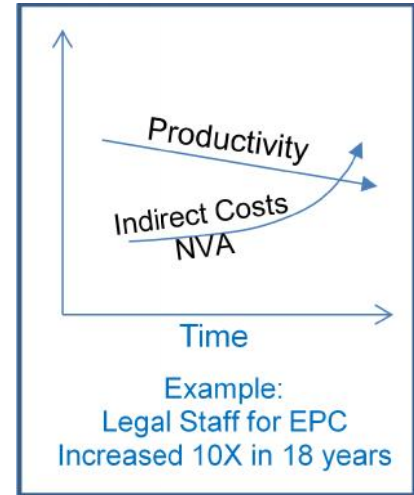 Productivity
Indirect Costs
NVA
Time
Example:
Legal Staff for EPC
Increased 10X in 18 years